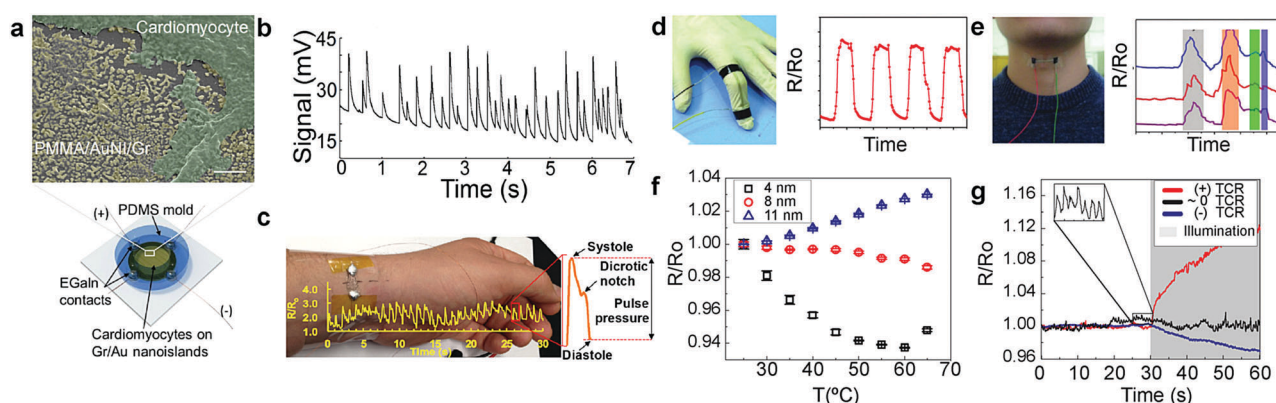 a
Cardiomyocyte
PMMA/AuNI/Gr
(+)
PDMS mold
EGaIn
contacts
(-)
Cardiomyocytes on
Gr/Au nanoislands
b
Signal (mV)
45
30
15
0 1 2 3 4 5 6 7
Time (s)
c
R/Ro
4.0
3.0
2.0
1.0
0 5 10 15 20 25 30
Time (s)
Systole
Dicrotic
notch
Pulse
pressure
Diastole
d
R/Ro
Time
e
R/Ro
Time
f
R/Ro
1.04
1.02
1.00
0.98
0.96
0.94
4 nm
8 nm
11 nm
30 40 50 60 70
T(ºC)
g
R/Ro
1.16
1.12
1.08
1.04
1.00
0.96
(+) TCR
~0 TCR
(-) TCR
Illumination
0 10 20 30 40 50 60
Time (s)